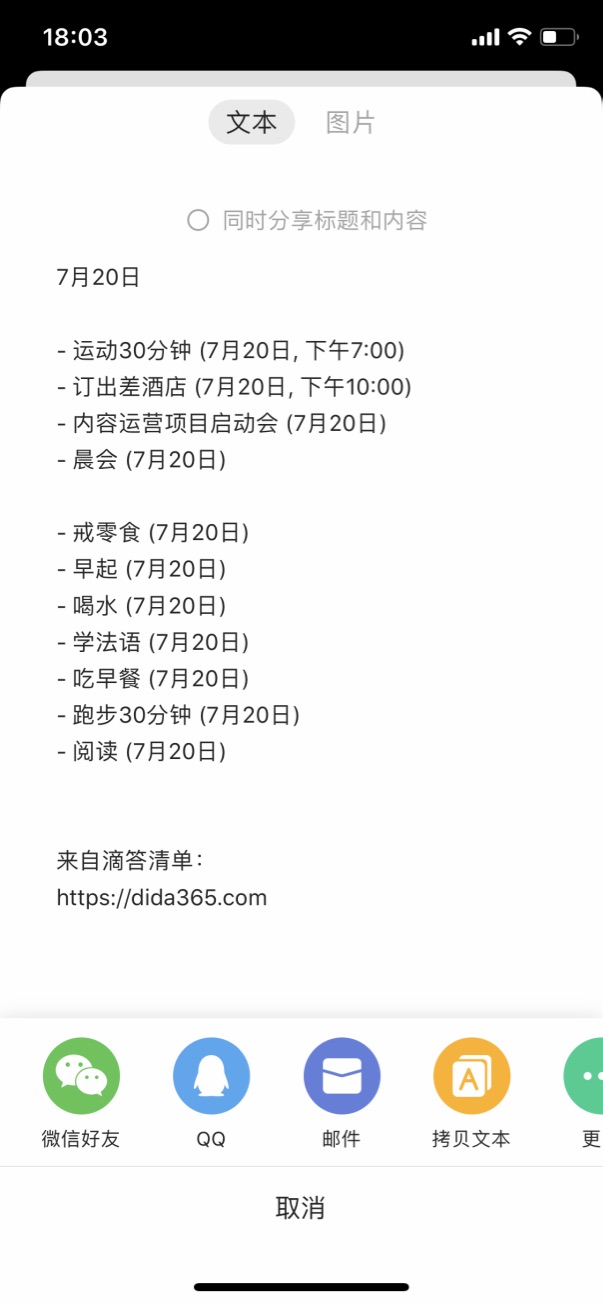 18:03
文本 图片
同时分享标题和内容
7月20日
- 运动30分钟 (7月20日, 下午7:00)
- 订出差酒店 (7月20日, 下午10:00)
- 内容运营项目启动会 (7月20日)
- 晨会 (7月20日)
- 戒零食 (7月20日)
- 早起 (7月20日)
- 喝水 (7月20日)
- 学法语 (7月20日)
- 吃早餐 (7月20日)
- 跑步30分钟 (7月20日)
- 阅读 (7月20日)
来自滴答清单：
https://dida365.com
A
微信好友 QQ 邮件 拷贝文本 更
取消